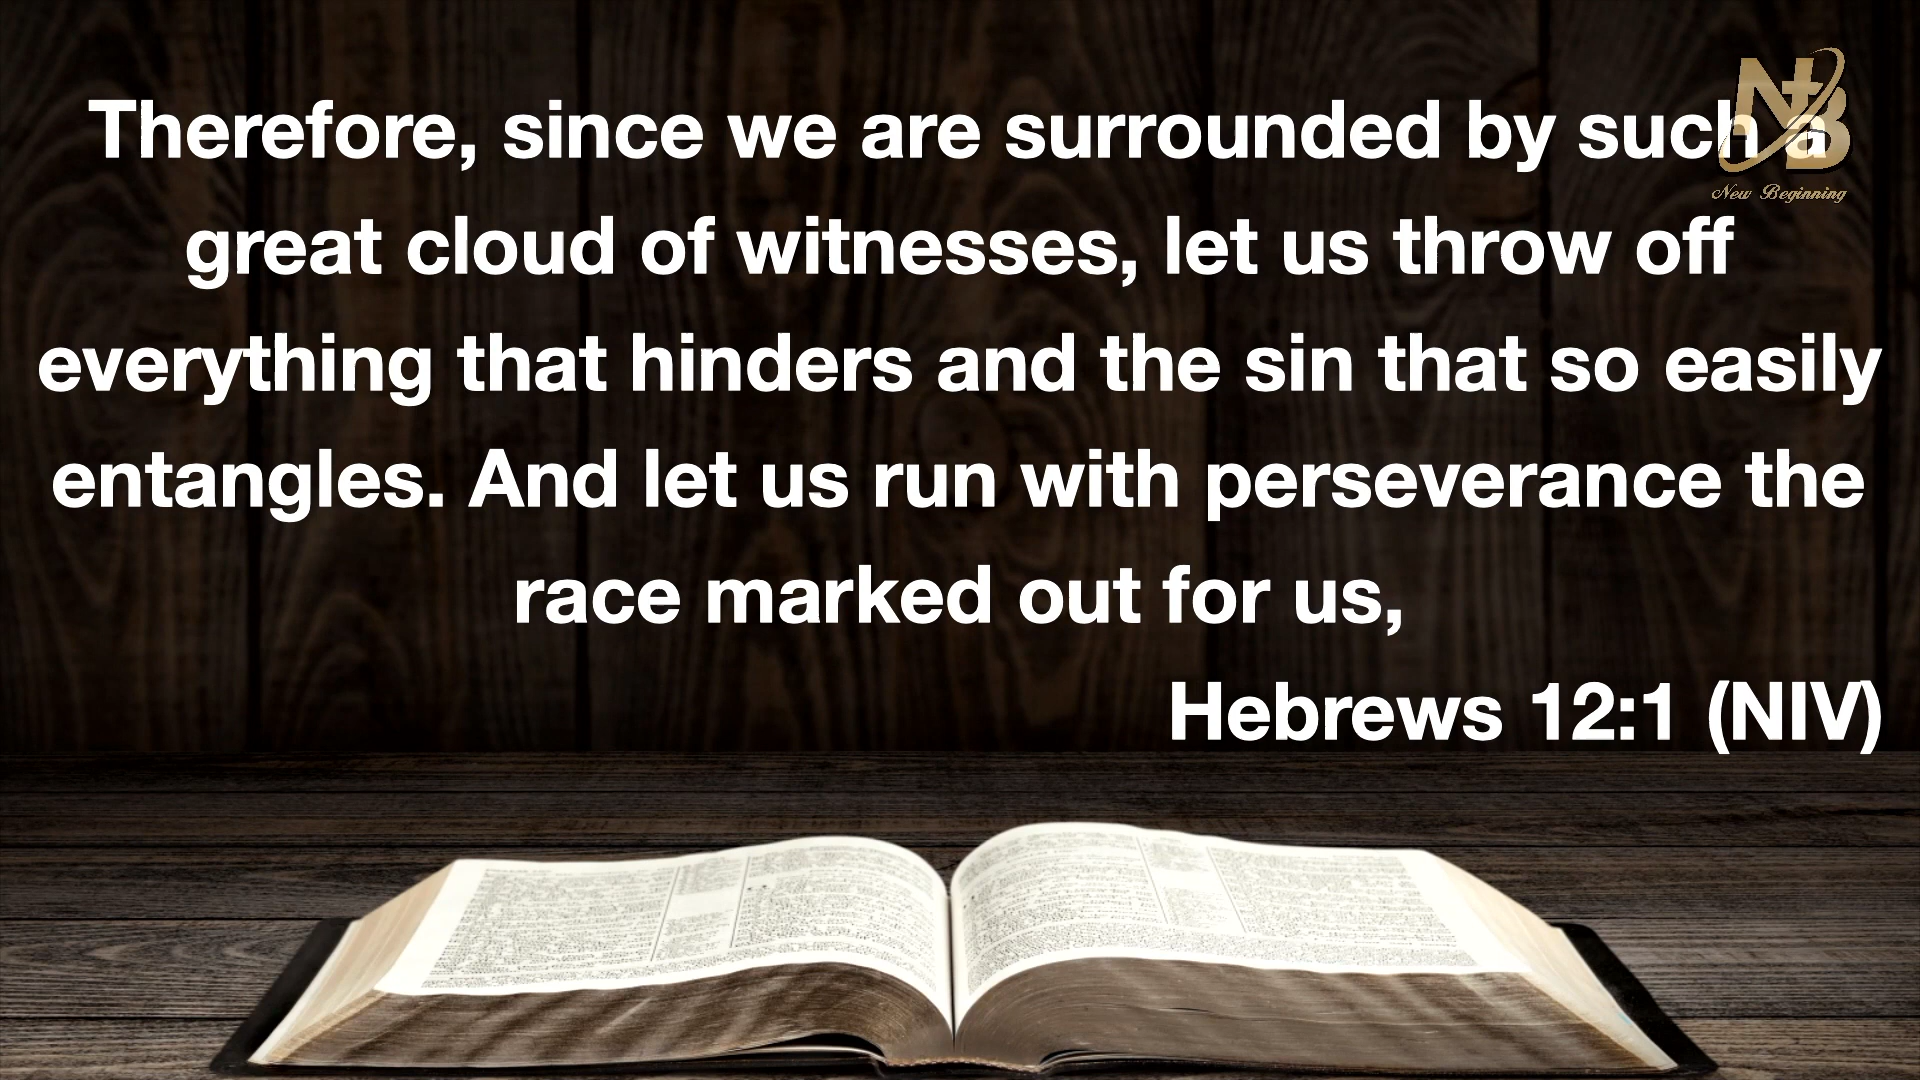 Therefore, since we are surrounded by such a
great cloud of witnesses, let us throw off
everything that hinders and the sin that so easily
entangles. And let us run with perseverance the
race marked out for us,
Hebrews 12:1 (NIV)
NB
New Beginning